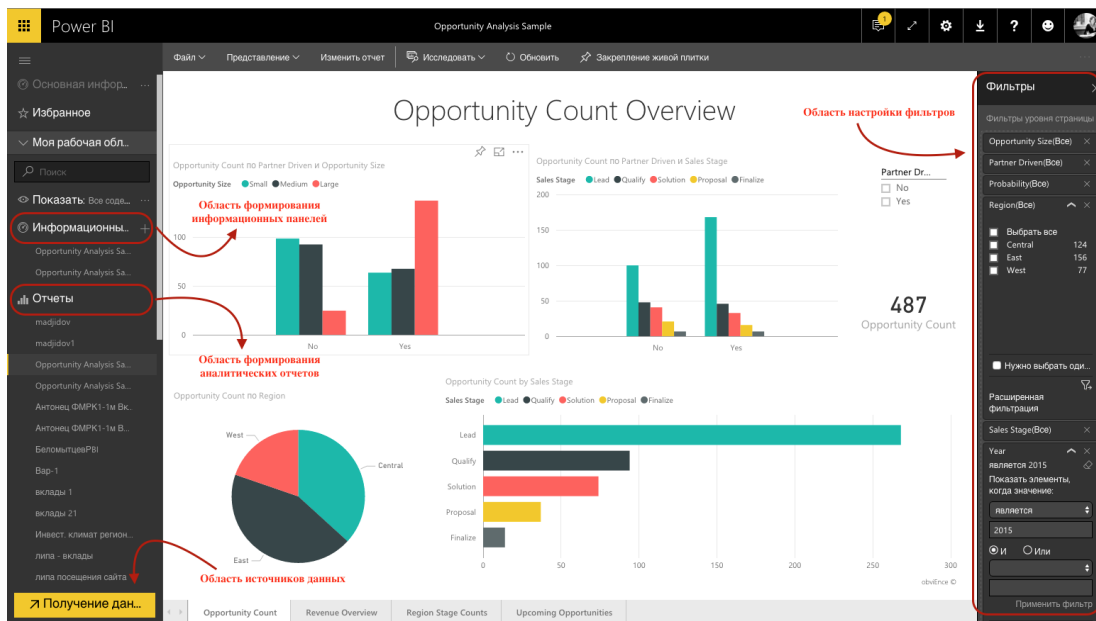 Power BI
Opportunity Analysis Sample
1
?
Файл
Представление
Изменить отчет
Исследовать
Обновить
Закрепление живой плитки
...
Основная инфор...
Избранное
Моя рабочая обл...
Поиск
Показать: Все соде...
Информационны...
Opportunity Analysis Sa...
Opportunity Analysis Sa...
Отчеты
madjidov
madjidov1
Opportunity Analysis Sa...
Opportunity Analysis Sa...
Антонец ФМРК1-1м Вк..
Антонец ФМРК1-1м В...
БеломытцевPBI
Вар-1
вклады 1
вклады 21
Инвест. климат регион...
липа - вклады
липа посещения сайта
Получение дан...
Opportunity Count Overview
Opportunity Count по Partner Driven и Opportunity Size
Opportunity Size Small Medium Large
Область формирования
информационных панелей
100
50
0
No Yes
Область формирования
аналитических отчетов
Opportunity Count по Partner Driven и Sales Stage
Sales Stage Lead Qualify Solution Proposal Finalize
200
150
100
50
0
No Yes
Partner Dr...
No
Yes
487
Opportunity Count
Область настройки фильтров
Opportunity Count по Region
West
Central
East
Область источников данных
Opportunity Count by Sales Stage
Sales Stage Lead Qualify Solution Proposal Finalize
Lead
Qualify
Solution
Proposal
Finalize
0 50 100 150 200 250 300
obviEnce ©
Opportunity Count
Revenue Overview
Region Stage Counts
Upcoming Opportunities
Фильтры
Фильтры уровня страницы
Opportunity Size(Все)
Partner Driven(Все)
Probability(Все)
Region(Все)
Выбрать все
Central 124
East 156
West 77
Нужно выбрать оди...
Расширенная
фильтрация
Sales Stage(Все)
Year
является 2015
Показать элементы,
когда значение:
является
2015
И Или
Применить фильтр